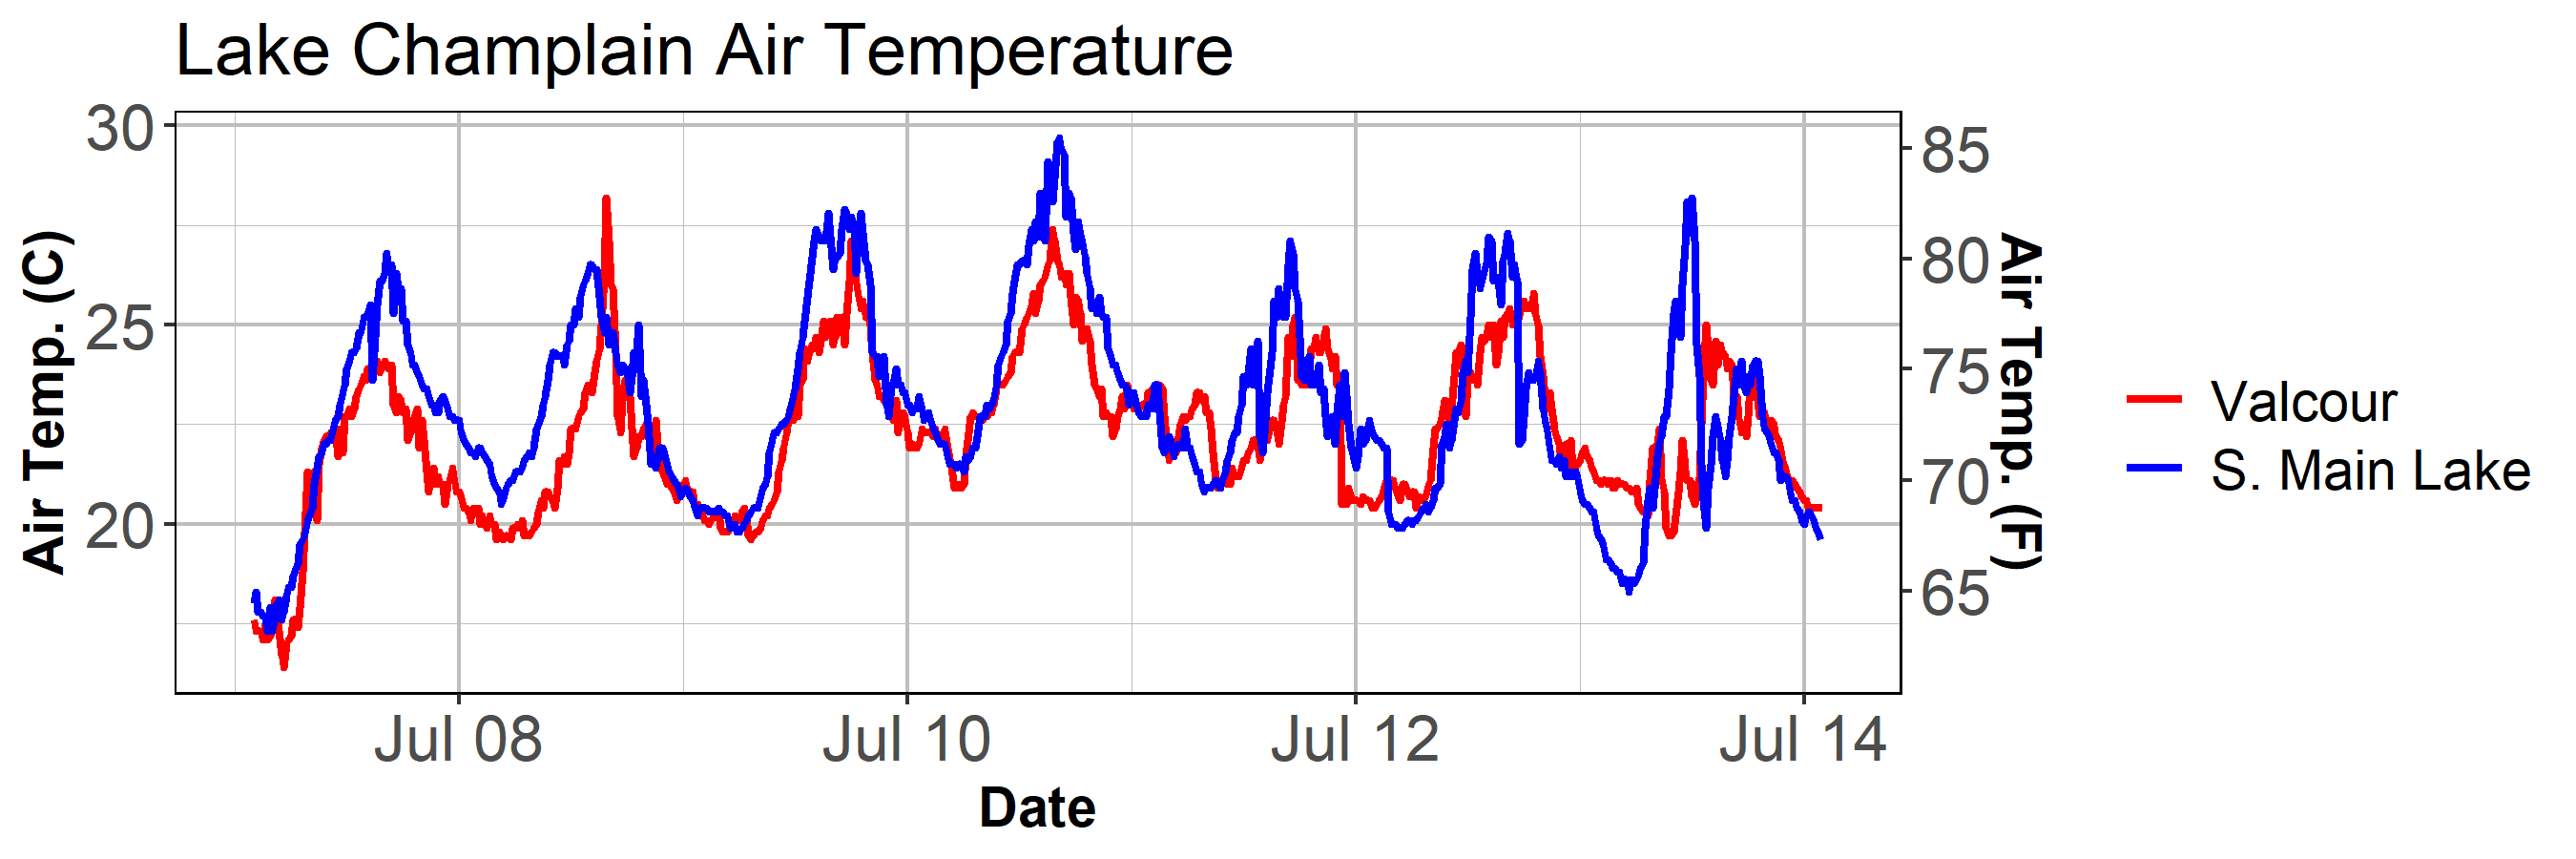 Lake Champlain Air Temperature
Air Temp. (C)
30
25
20
85
80
75
70
65
Air Temp. (F)
Jul 08
Jul 10
Jul 12
Jul 14
Date
Valcour
S. Main Lake